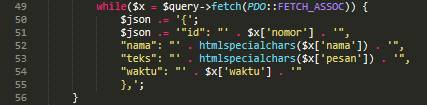 49 while($x = $query->fetch(PDO::FETCH_ASSOC)) {
50 $json .= '{';
51 $json .= '"id": "' . $x['nomor'] . '",
52 "nama": "' . htmlspecialchars($x['nama']) . '",
53 "teks": "' . htmlspecialchars($x['pesan']) . '",
54 "waktu": "' . $x['waktu'] . '"
55 },';
56 }